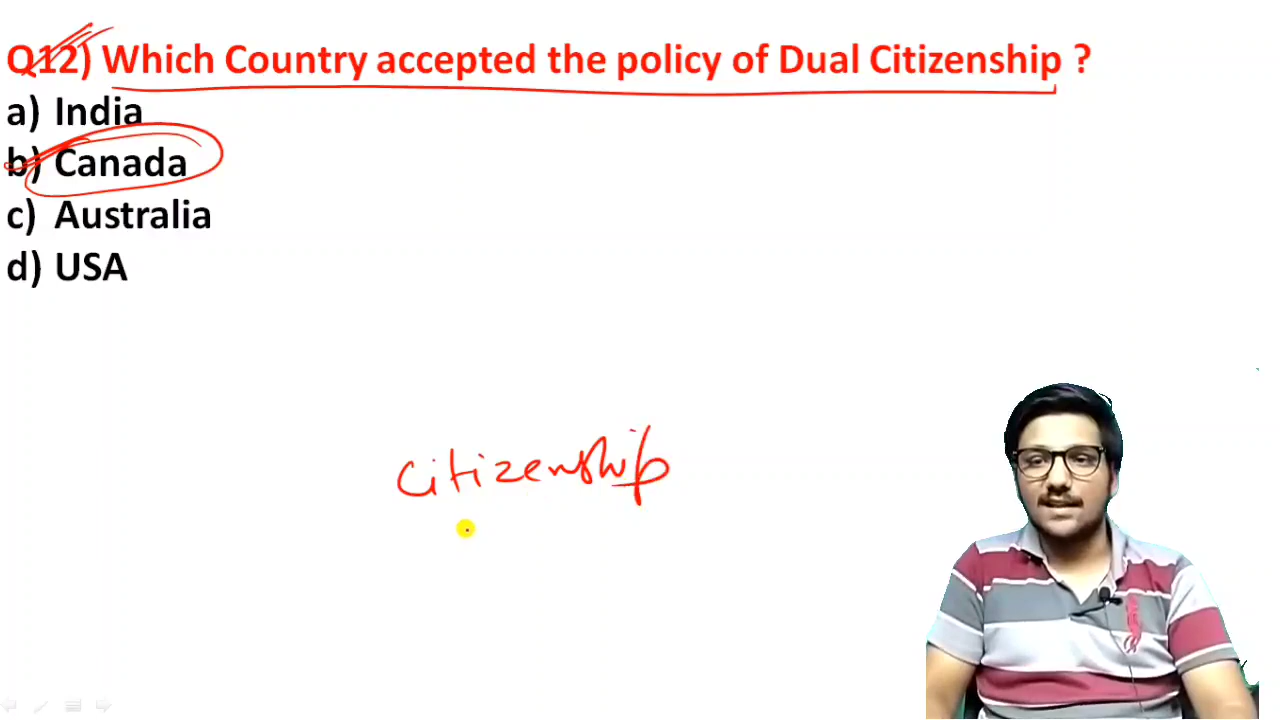 Q12) Which Country accepted the policy of Dual Citizenship ?
a) India
b) Canada
c) Australia
d) USA
citizenship